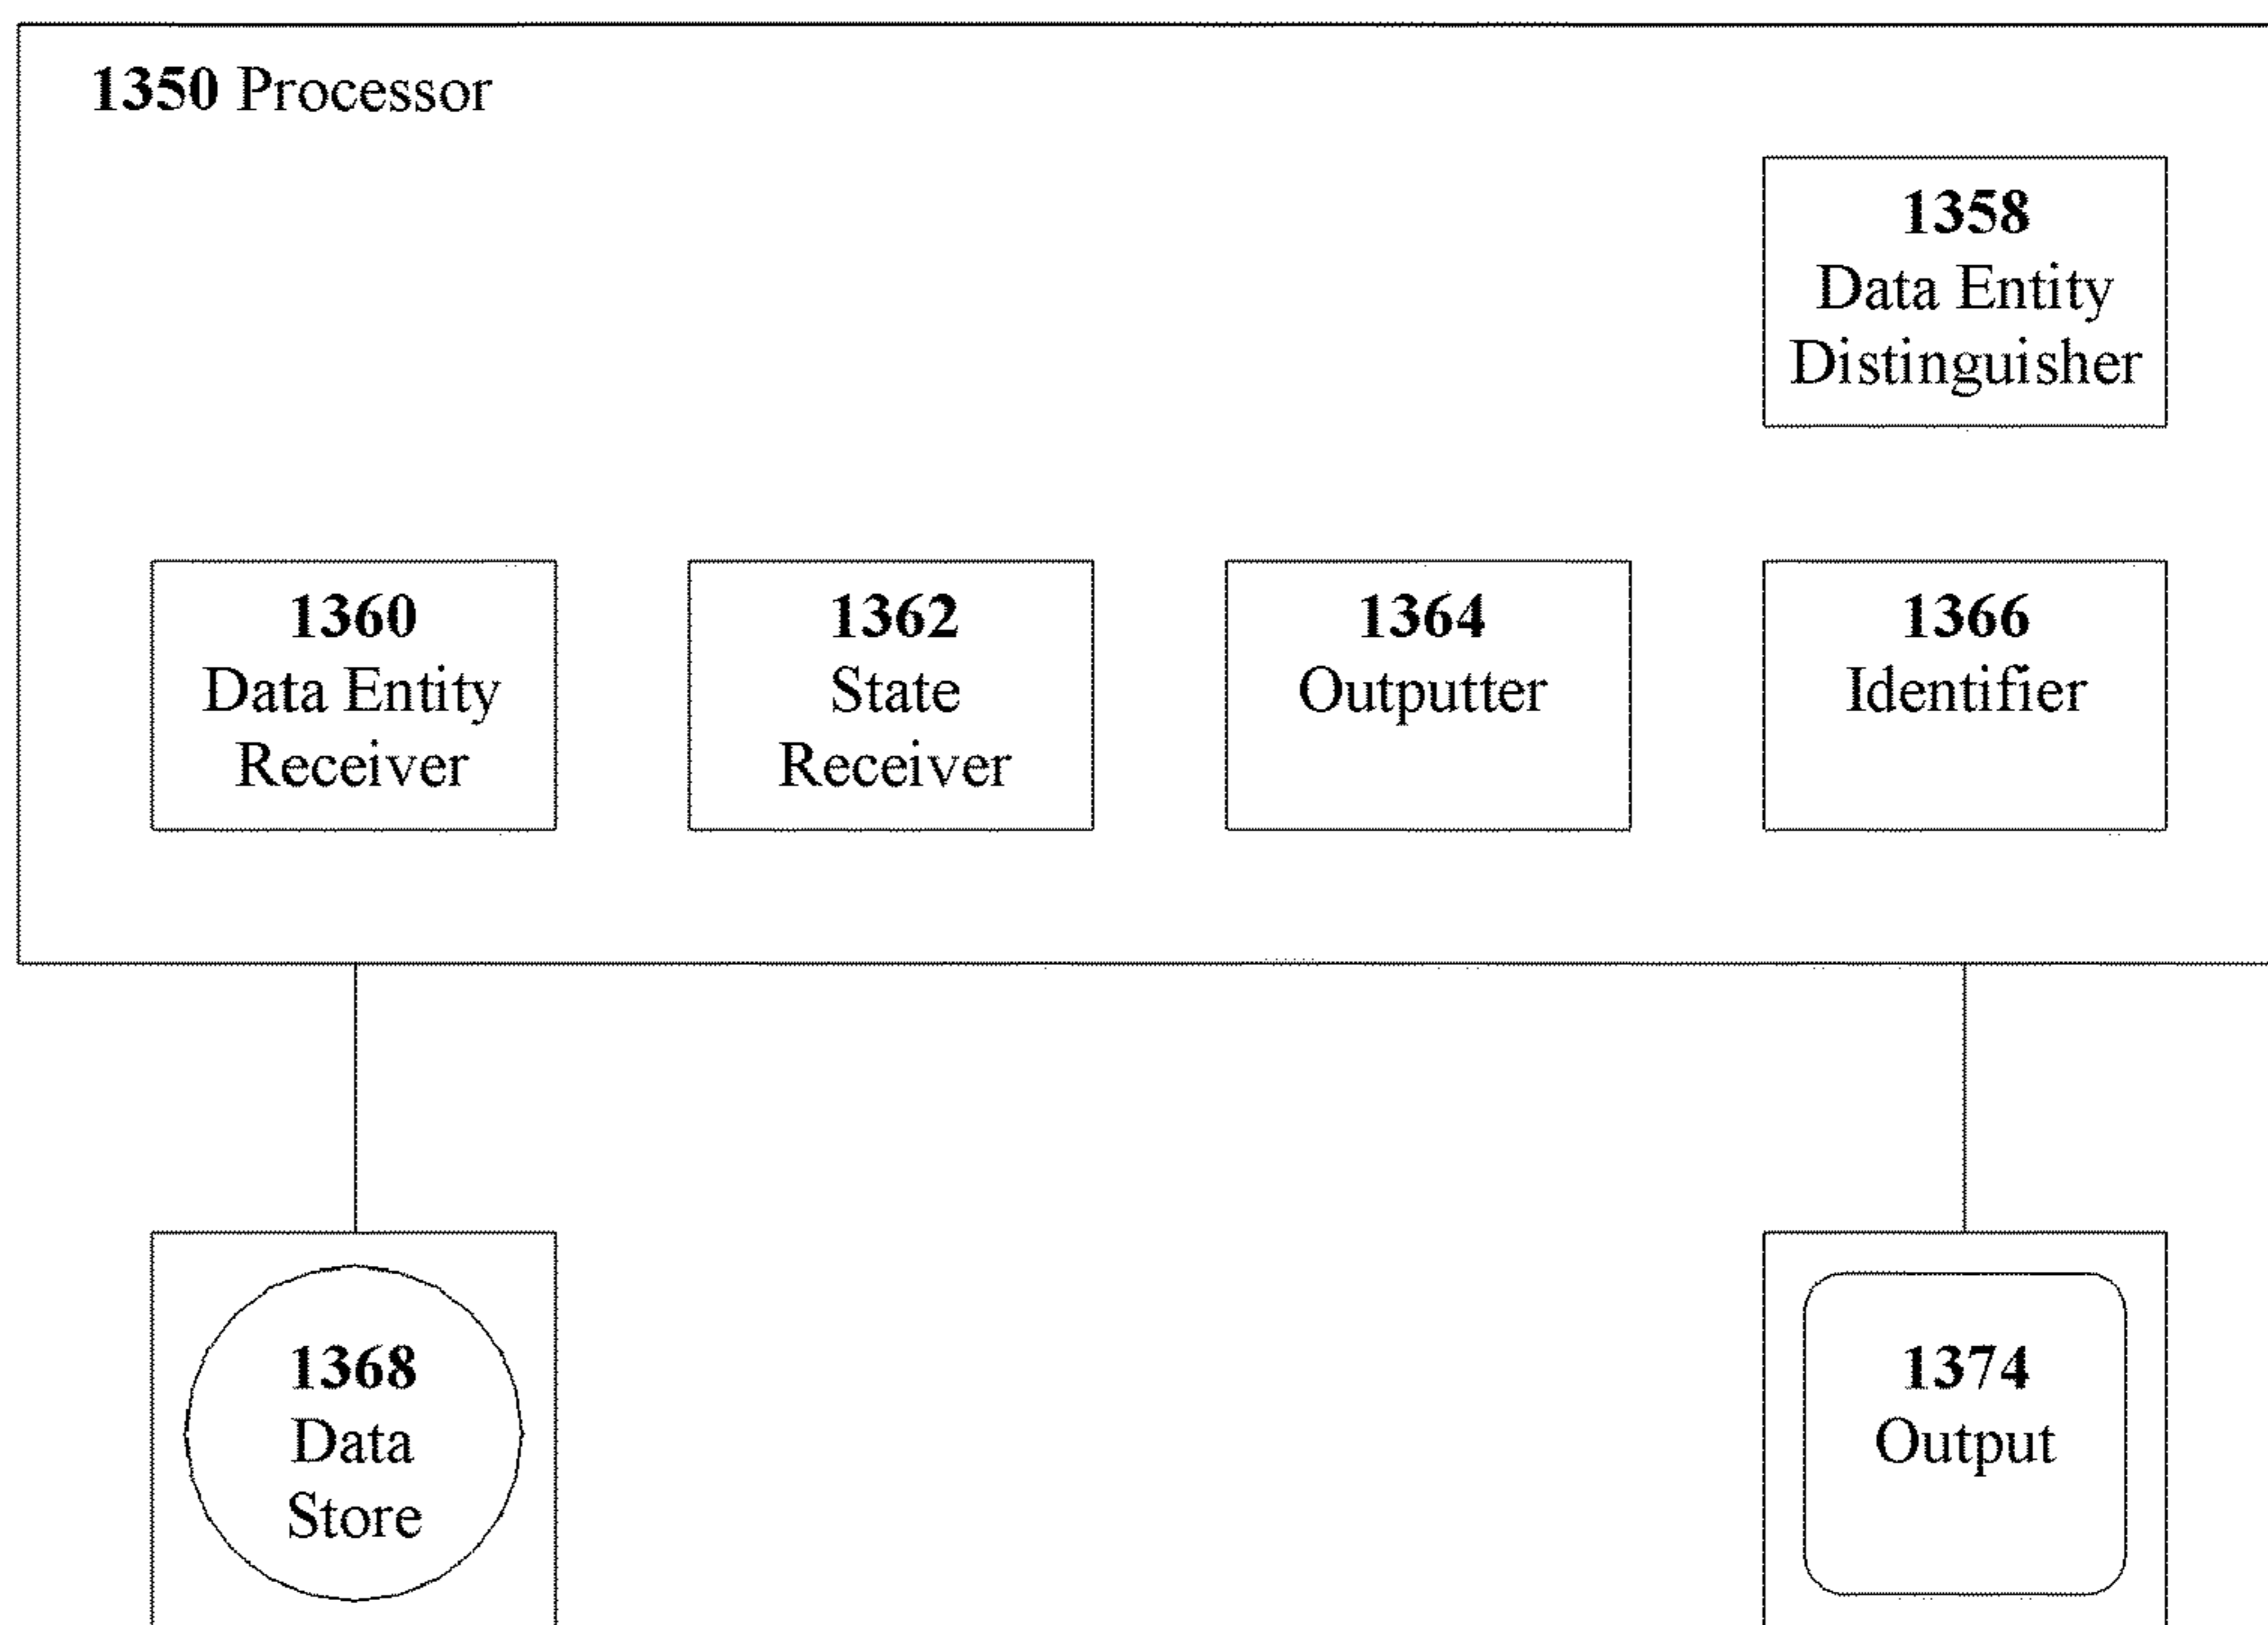 1350 Processor
1358
Data Entity
Distinguisher
1360
Data Entity
Receiver
1362
State
Receiver
1364
Outputter
1366
Identifier
1368
Data
Store
1374
Output